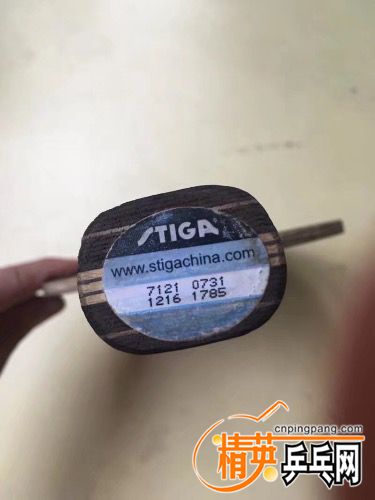 STIGA
www.stigachina.com
7121 0731
1216 1785
cnpingpang.com
精英乒乓网